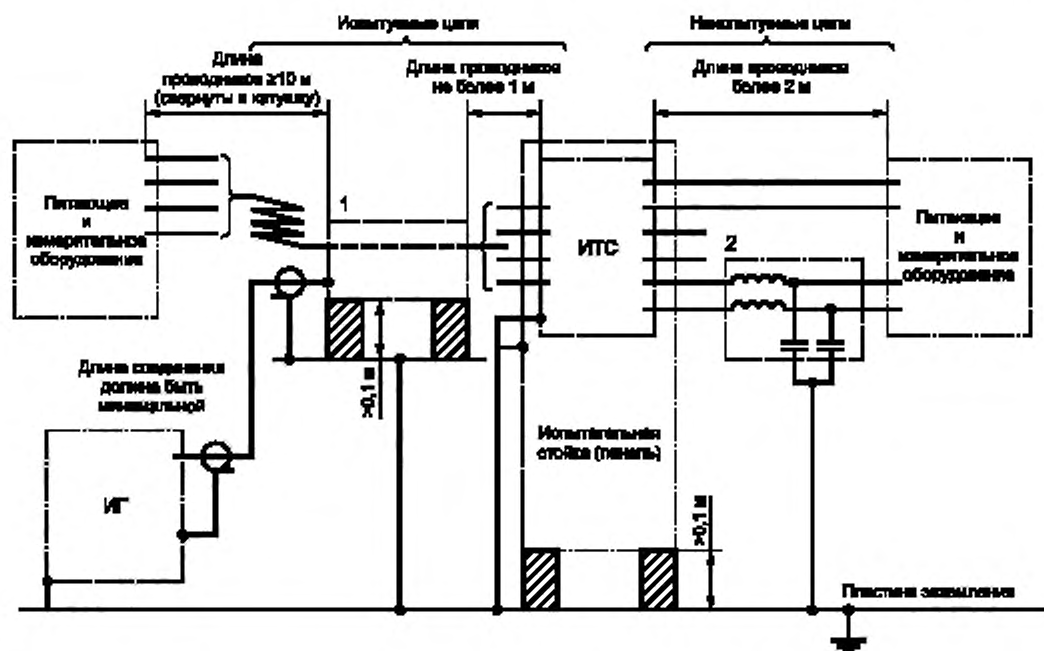 Испытуемые цепи
Неиспытуемые цепи
Длина
проводников ≥10 м
(свернуты в катушку)
Длина проводников
не более 1 м
Длина проводников
более 2 м
Питающее
и
измерительное
оборудование
1
ИТС
2
Питающее
и
измерительное
оборудование
Длина соединения
должна быть
минимальной
>0,1 м
ИГ
Испытательная
стойка (панель)
>0,1 м
Пластина заземления